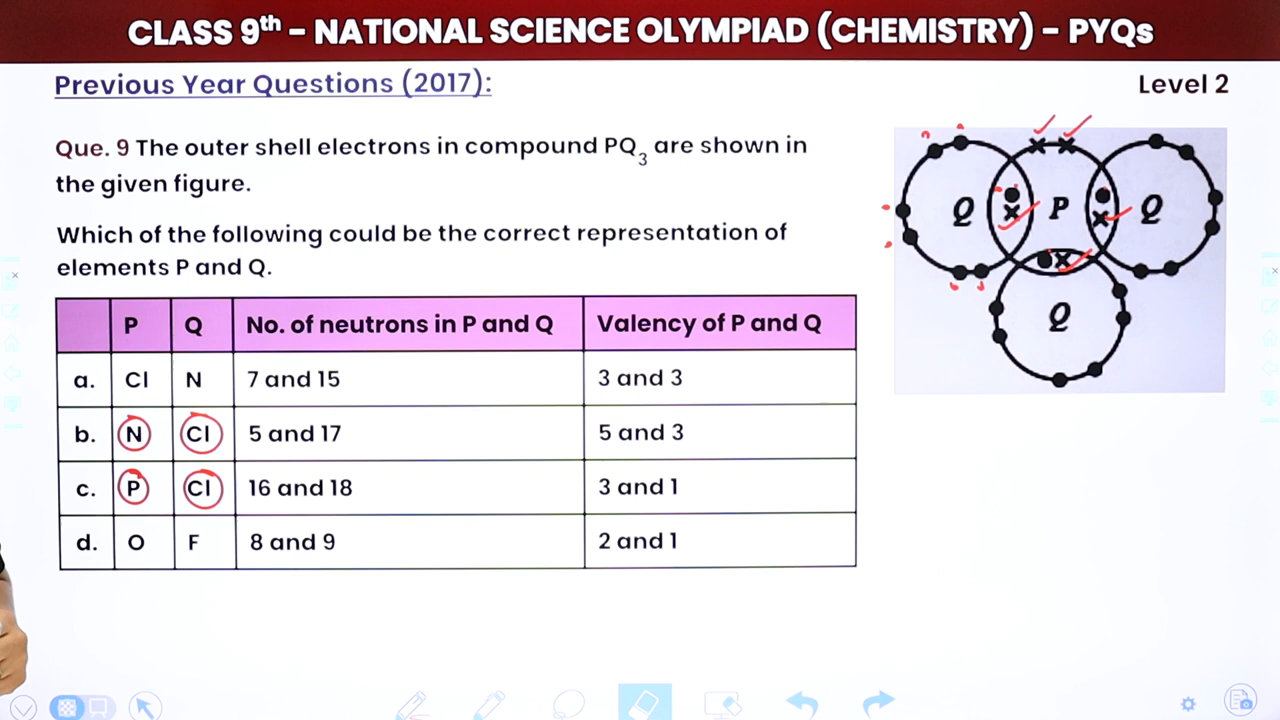 CLASS 9th – NATIONAL SCIENCE OLYMPIAD (CHEMISTRY) – PYQs
Previous Year Questions (2017):
Level 2
Que. 9 The outer shell electrons in compound PQ3 are shown in
the given figure.
Which of the following could be the correct representation of
elements P and Q.
P Q No. of neutrons in P and Q Valency of P and Q
a. Cl N 7 and 15 3 and 3
b. N Cl 5 and 17 5 and 3
c. P Cl 16 and 18 3 and 1
d. O F 8 and 9 2 and 1
Q P Q
Q